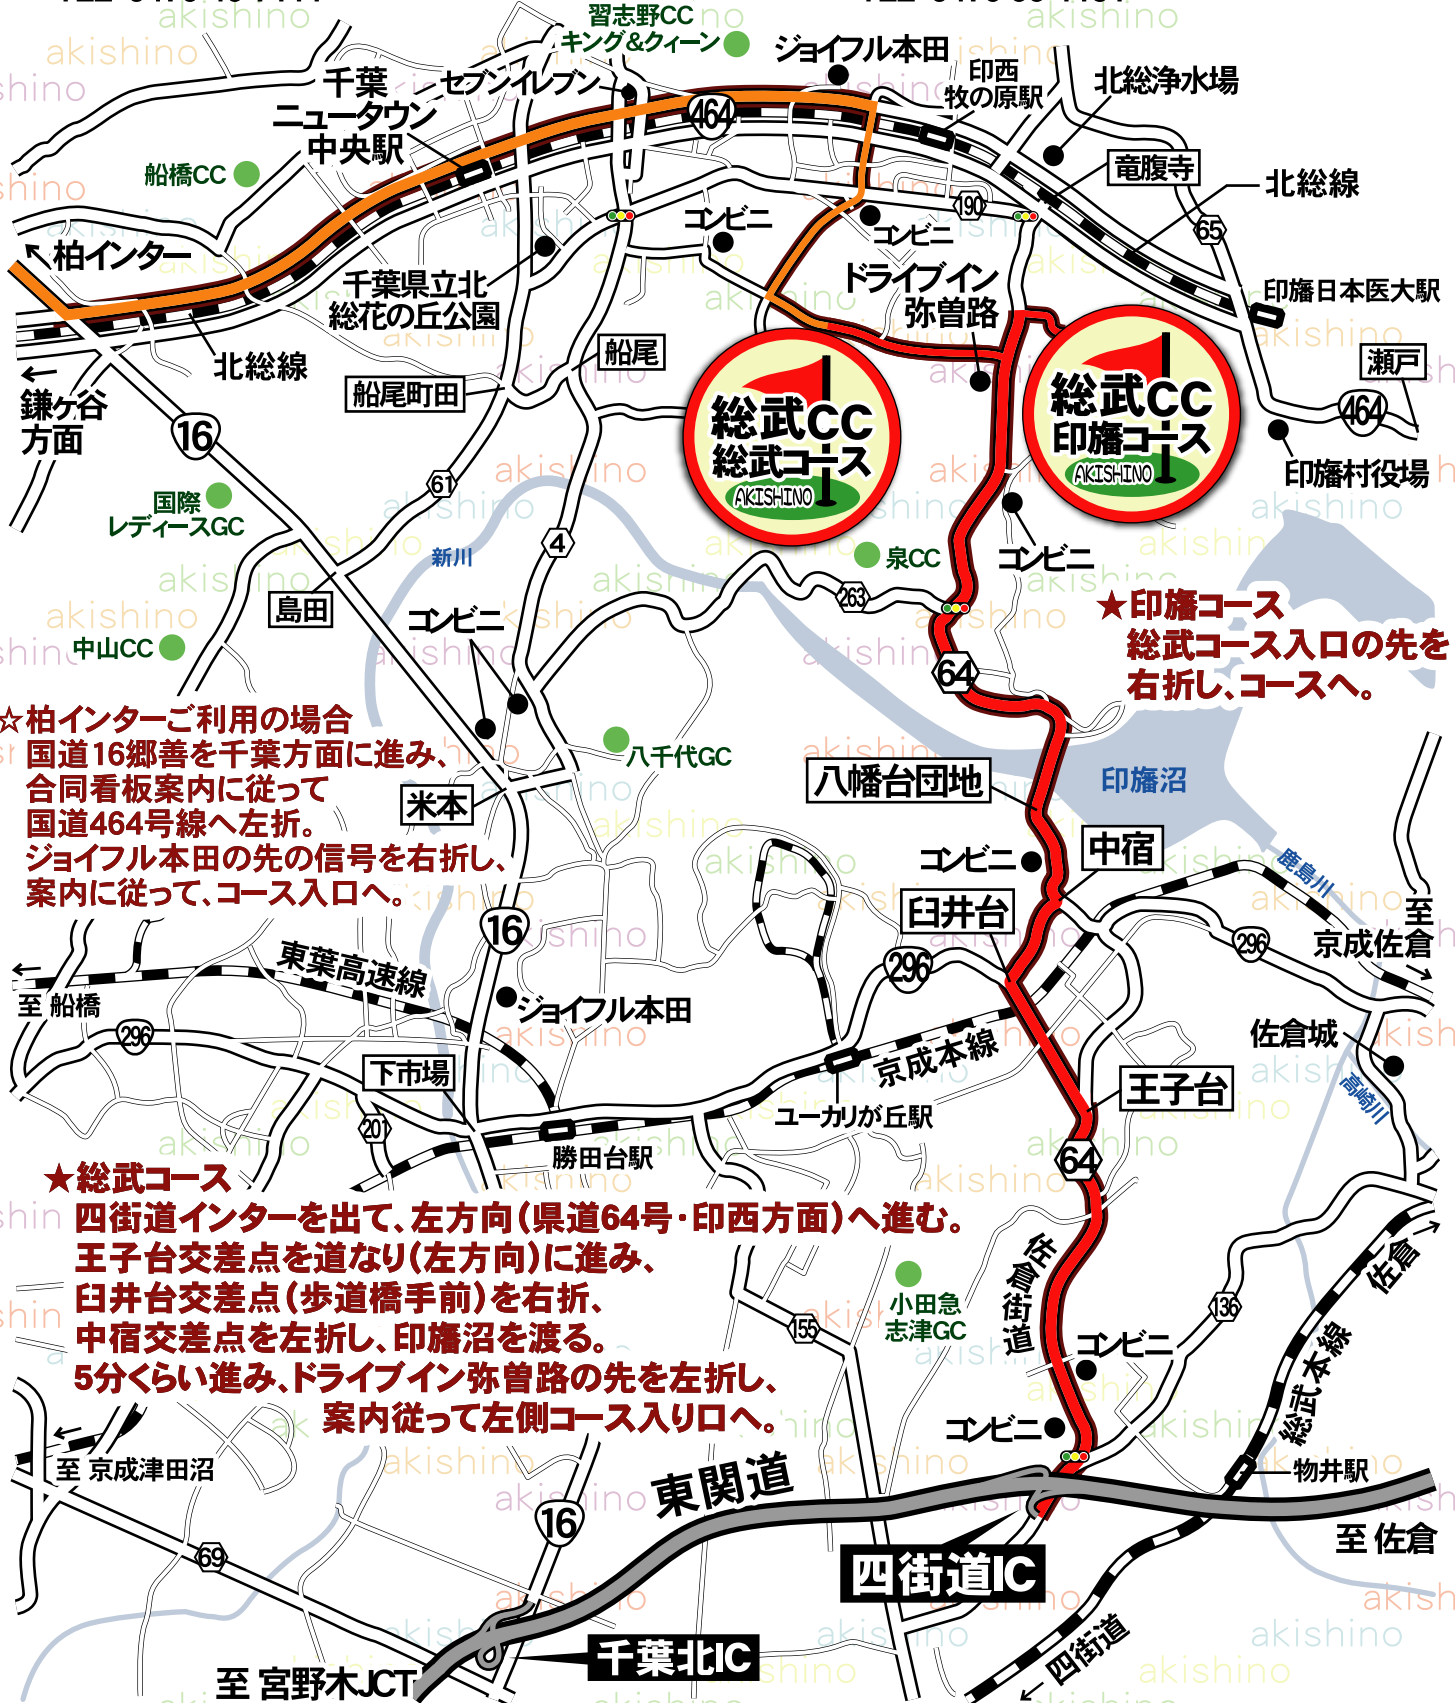 習志野CC
キング&クィーン
ジョイフル本田
印西
牧の原駅
北総浄水場
千葉
ニュータウン
中央駅
セブンイレブン
464
竜腹寺
北総線
船橋CC
190
65
コンビニ
コンビニ
柏インター
千葉県立北
総花の丘公園
ドライブイン
弥曽路
印旛日本医大駅
北総線
船尾
瀬戸
鎌ヶ谷
方面
船尾町田
464
16
総武CC
総武コース
AKISHINO
総武CC
印旛コース
AKISHINO
印旛村役場
61
国際
レディースGC
4
新川
泉CC
コンビニ
島田
263
コンビニ
中山CC
★印旛コース
総武コース入口の先を
右折し、コースへ。
64
☆柏インターご利用の場合
国道16郷善を千葉方面に進み、
合同看板案内に従って
国道464号線へ左折。
ジョイフル本田の先の信号を右折し、
案内に従って、コース入口へ。
八千代GC
八幡台団地
印旛沼
米本
コンビニ
中宿
鹿島川
臼井台
至
京成佐倉
16
296
296
東葉高速線
至 船橋
ジョイフル本田
296
京成本線
佐倉城
高崎川
下市場
王子台
201
ユーカリが丘駅
勝田台駅
64
★総武コース
四街道インターを出て、左方向(県道64号・印西方面)へ進む。
王子台交差点を道なり(左方向)に進み、
臼井台交差点(歩道橋手前)を右折、
中宿交差点を左折し、印旛沼を渡る。
5分くらい進み、ドライブイン弥曽路の先を左折し、
案内従って左側コース入り口へ。
佐倉街道
佐倉
小田急
志津GC
155
136
コンビニ
総武本線
コンビニ
至 京成津田沼
東関道
物井駅
16
至 佐倉
69
四街道IC
千葉北IC
四街道
至 宮野木JCT